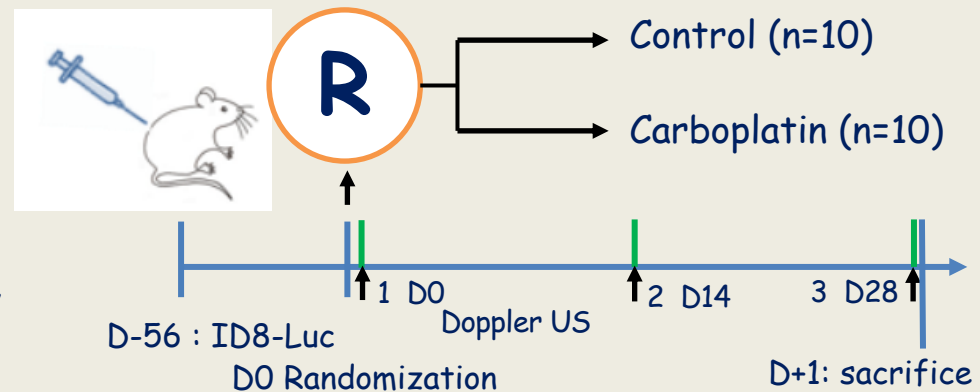 R
Control (n=10)
Carboplatin (n=10)
1 D0
2 D14
3 D28
Doppler US
D-56 : ID8-Luc
D0 Randomization
D+1: sacrifice